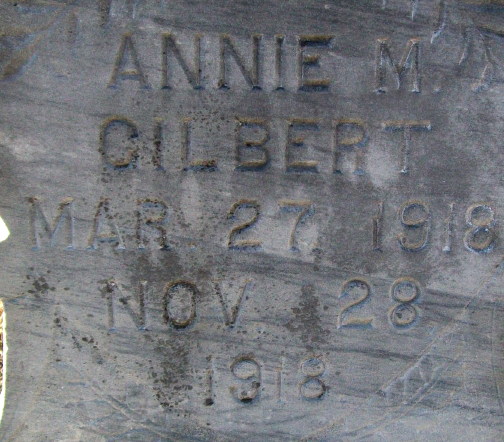 ANNIE M.
GILBERT
MAR 27 1918
NOV 28
1918